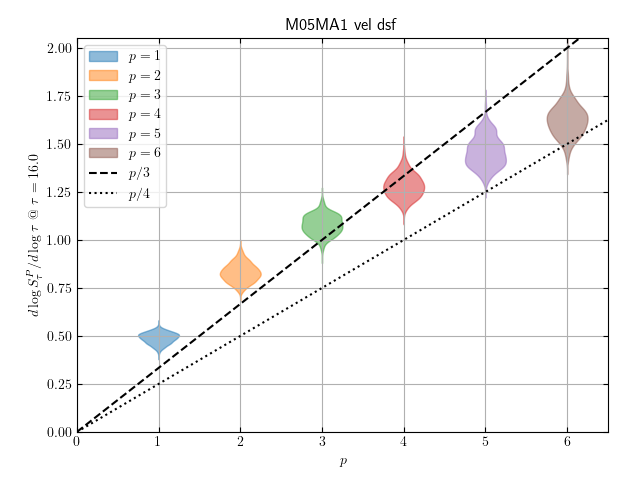 M05MA1 vel dsf
d log S_τ^P / d log τ @ τ = 16.0
2.00
1.75
1.50
1.25
1.00
0.75
0.50
0.25
0.00
p = 1
p = 2
p = 3
p = 4
p = 5
p = 6
p/3
p/4
0 1 2 3 4 5 6
p